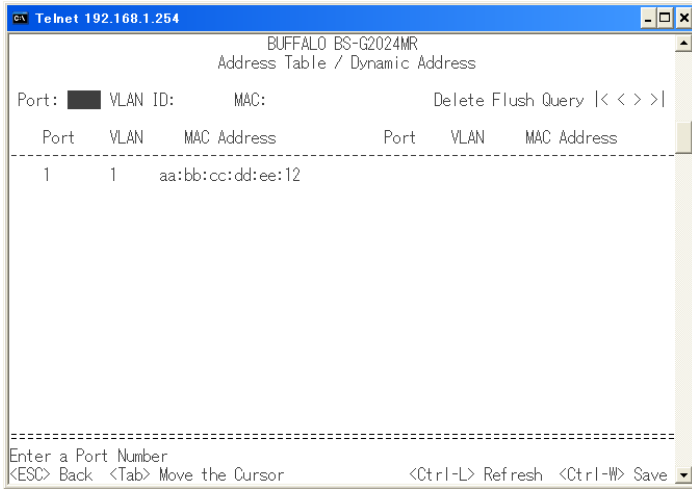 Telnet 192.168.1.254
BUFFALO BS-G2024MR
Address Table / Dynamic Address
Port: VLAN ID: MAC: Delete Flush Query |< < > >|
Port VLAN MAC Address Port VLAN MAC Address
1 1 aa:bb:cc:dd:ee:12
Enter a Port Number
<ESC> Back <Tab> Move the Cursor <Ctrl-L> Refresh <Ctrl-W> Save